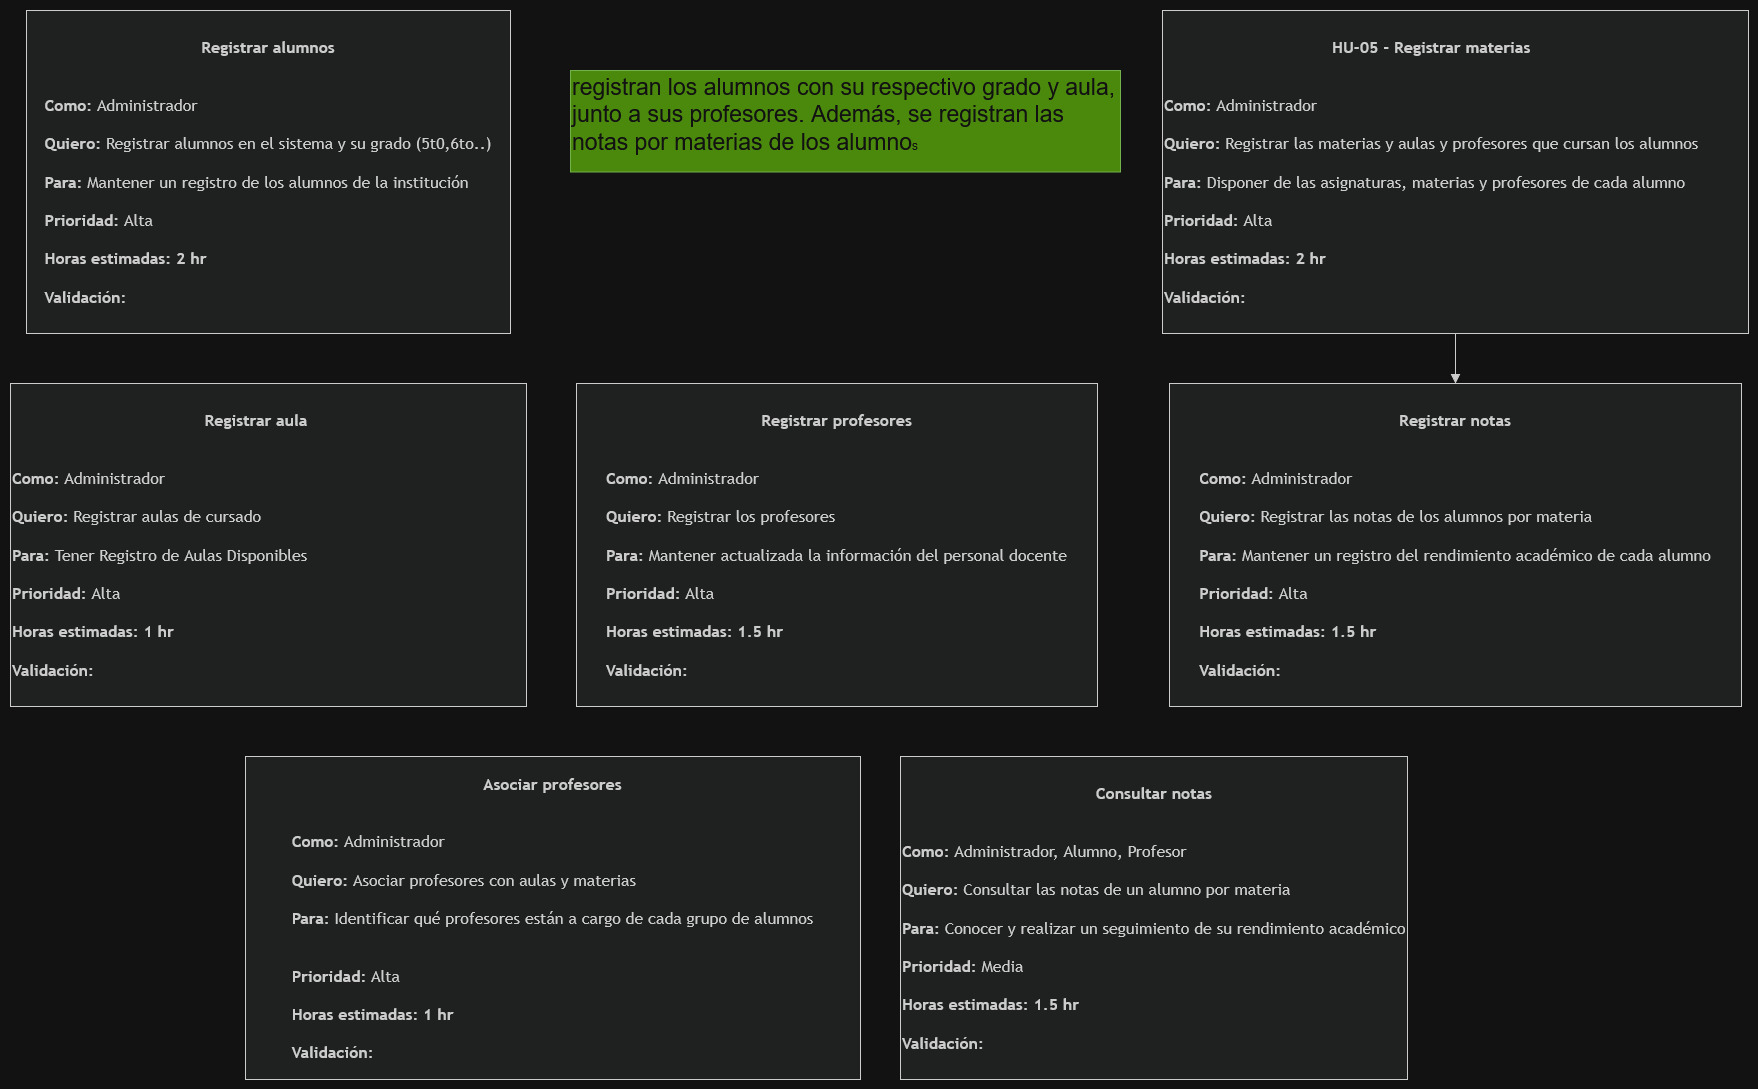 Registrar alumnos
Como: Administrador
Quiero: Registrar alumnos en el sistema y su grado (5t0,6to..)
Para: Mantener un registro de los alumnos de la institución
Prioridad: Alta
Horas estimadas: 2 hr
Validación:
registran los alumnos con su respectivo grado y aula,
junto a sus profesores. Además, se registran las
notas por materias de los alumnos
HU-05 - Registrar materias
Como: Administrador
Quiero: Registrar las materias y aulas y profesores que cursan los alumnos
Para: Disponer de las asignaturas, materias y profesores de cada alumno
Prioridad: Alta
Horas estimadas: 2 hr
Validación:
Registrar aula
Como: Administrador
Quiero: Registrar aulas de cursado
Para: Tener Registro de Aulas Disponibles
Prioridad: Alta
Horas estimadas: 1 hr
Validación:
Registrar profesores
Como: Administrador
Quiero: Registrar los profesores
Para: Mantener actualizada la información del personal docente
Prioridad: Alta
Horas estimadas: 1.5 hr
Validación:
Registrar notas
Como: Administrador
Quiero: Registrar las notas de los alumnos por materia
Para: Mantener un registro del rendimiento académico de cada alumno
Prioridad: Alta
Horas estimadas: 1.5 hr
Validación:
Asociar profesores
Como: Administrador
Quiero: Asociar profesores con aulas y materias
Para: Identificar qué profesores están a cargo de cada grupo de alumnos
Prioridad: Alta
Horas estimadas: 1 hr
Validación:
Consultar notas
Como: Administrador, Alumno, Profesor
Quiero: Consultar las notas de un alumno por materia
Para: Conocer y realizar un seguimiento de su rendimiento académico
Prioridad: Media
Horas estimadas: 1.5 hr
Validación: